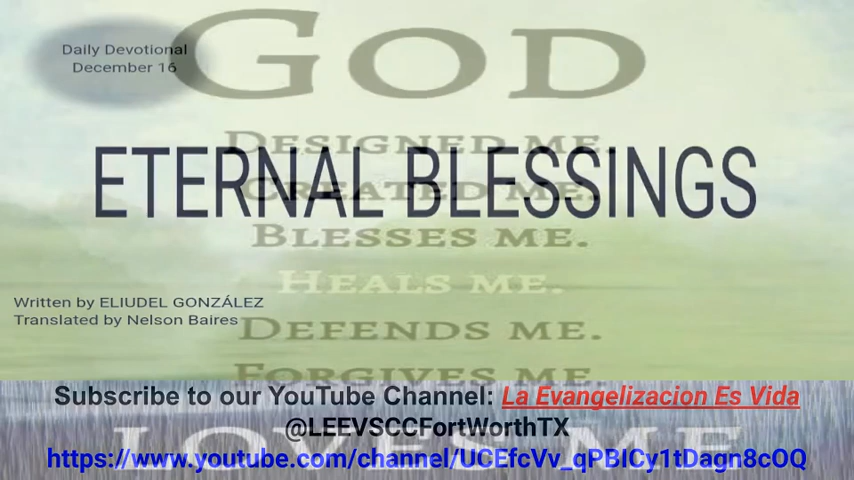 Daily Devotional
December 16
GOD
DESIGNED ME.
ETERNAL BLESSINGS
CREATED ME.
BLESSES ME.
HEALS ME.
Written by ELIUDEL GONZÁLEZ
Translated by Nelson Baires
DEFENDS ME.
FORGIVES ME.
Subscribe to our YouTube Channel: La Evangelizacion Es Vida
@LEEVSCCFortWorthTX
LOVES ME
https://www.youtube.com/channel/UCEfcVv_qPBICy1tDagn8cOQ